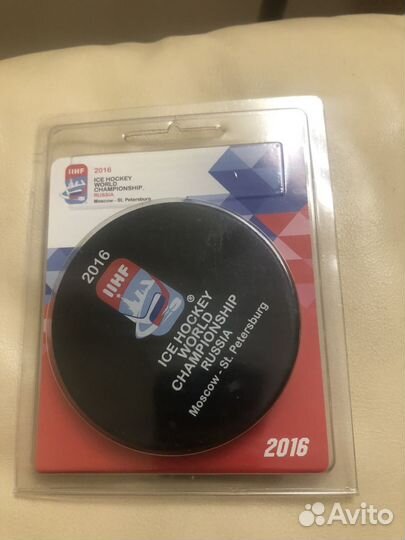 IIHF
2016
ICE HOCKEY
WORLD
CHAMPIONSHIP
RUSSIA
Moscow - St. Petersburg
2016
IIHF
®
ICE HOCKEY
WORLD
CHAMPIONSHIP
RUSSIA
Moscow - St. Petersburg
2016
Avito